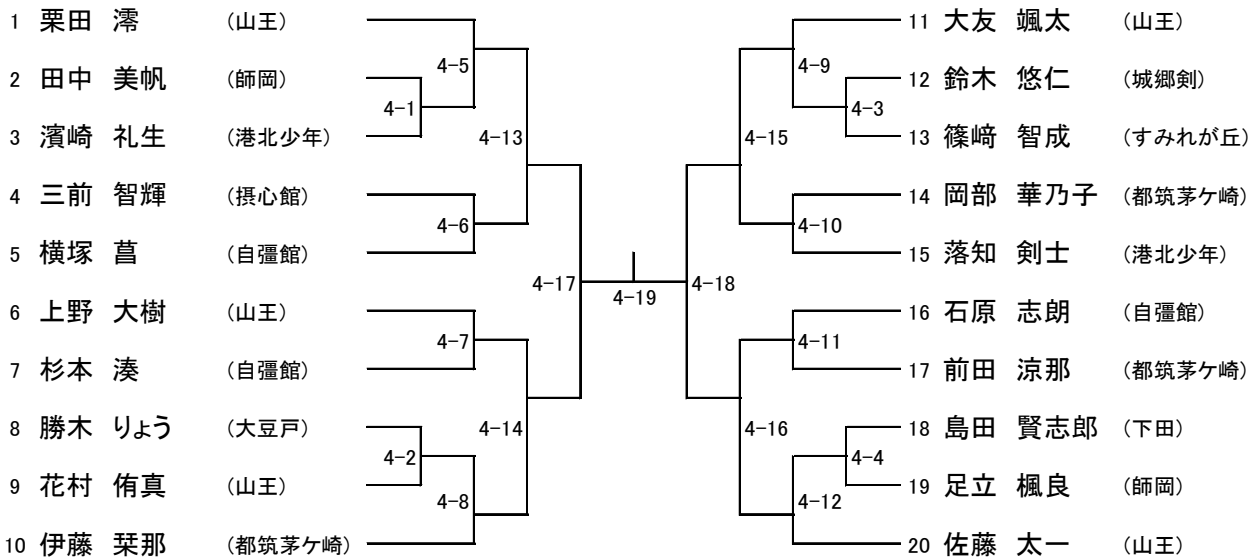 1 栗田 澪 (山王)
2 田中 美帆 (師岡)
3 濱崎 礼生 (港北少年)
4 三前 智輝 (摂心館)
5 横塚 菖 (自彊館)
6 上野 大樹 (山王)
7 杉本 湊 (自彊館)
8 勝木 りょう (大豆戸)
9 花村 侑真 (山王)
10 伊藤 栞那 (都筑茅ケ崎)
4-5
4-1
4-13
4-6
4-17
4-7
4-14
4-2
4-8
4-19
4-9
4-3
4-15
4-10
4-18
4-11
4-16
4-4
4-12
11 大友 颯太 (山王)
12 鈴木 悠仁 (城郷剣)
13 篠﨑 智成 (すみれが丘)
14 岡部 華乃子 (都筑茅ケ崎)
15 落知 剣士 (港北少年)
16 石原 志朗 (自彊館)
17 前田 涼那 (都筑茅ケ崎)
18 島田 賢志郎 (下田)
19 足立 楓良 (師岡)
20 佐藤 太一 (山王)